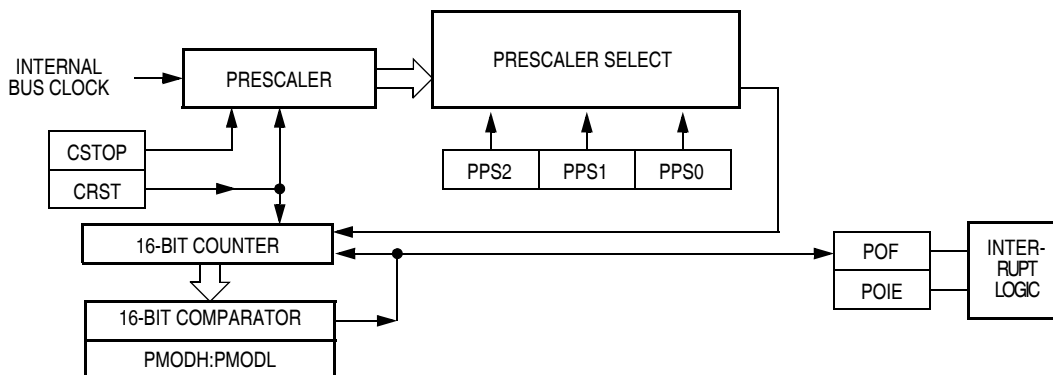 INTERNAL
BUS CLOCK
PRESCALER
PRESCALER SELECT
CSTOP
CRST
PPS2
PPS1
PPS0
16-BIT COUNTER
16-BIT COMPARATOR
PMODH:PMODL
POF
POIE
INTER-
RUPT
LOGIC